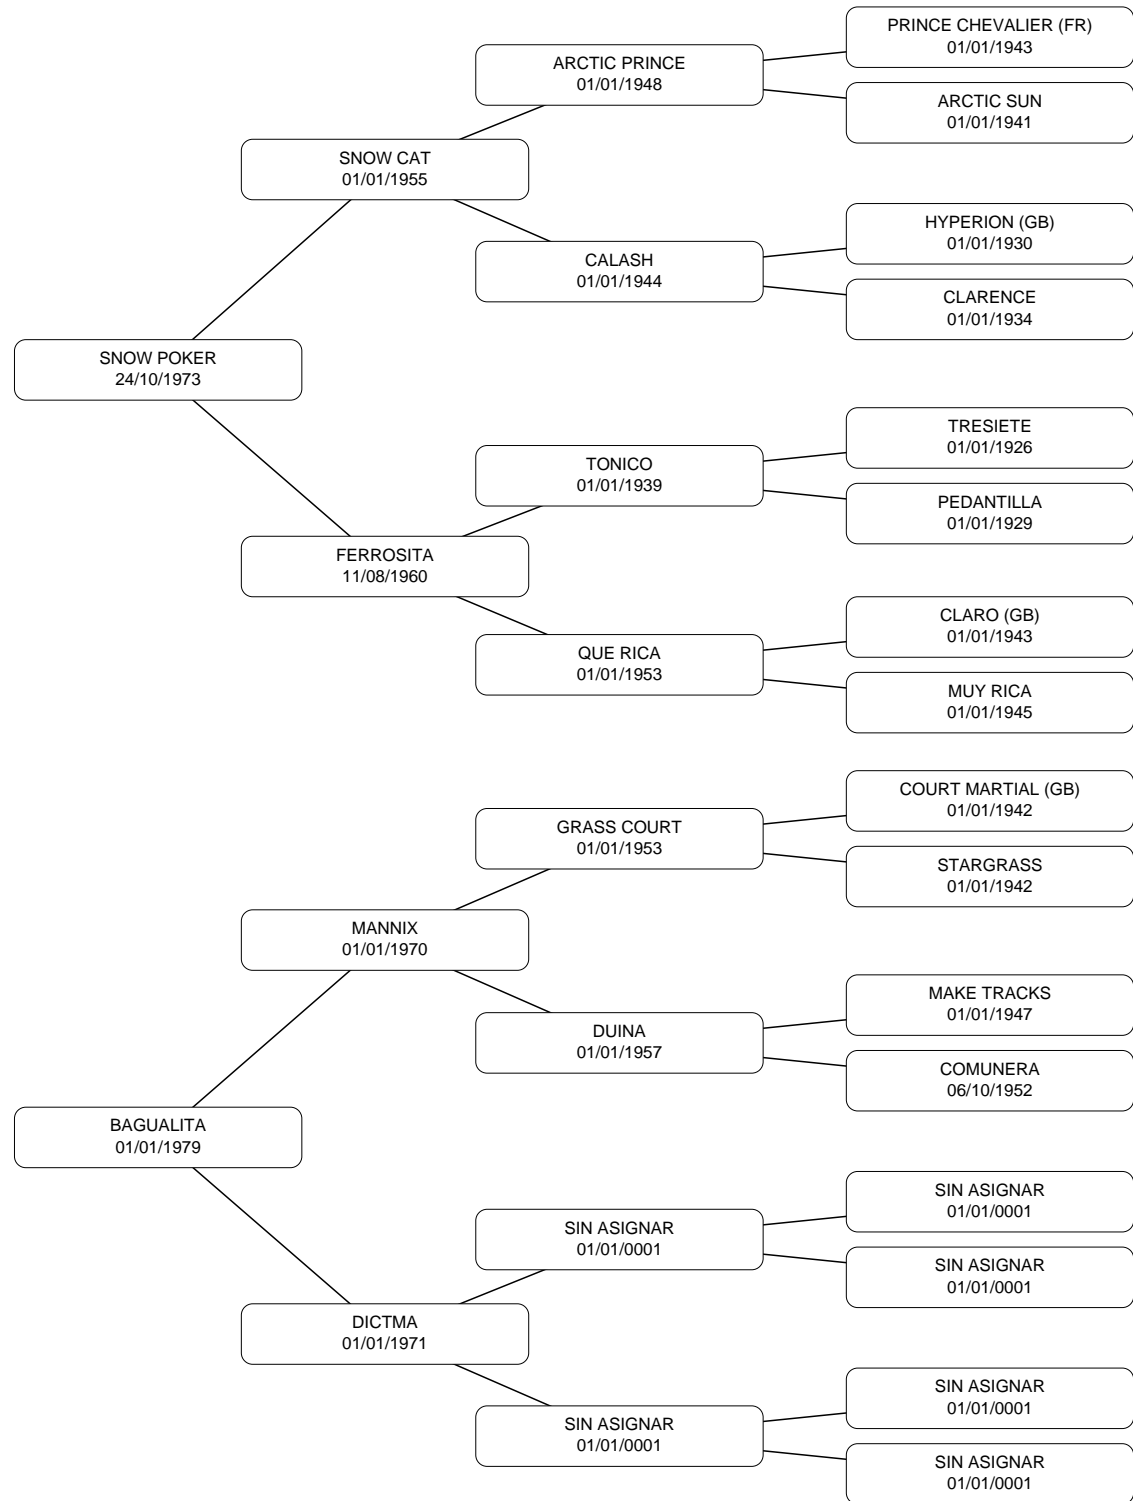 PRINCE CHEVALIER (FR)
01/01/1943
ARCTIC PRINCE
01/01/1948
ARCTIC SUN
01/01/1941
SNOW CAT
01/01/1955
HYPERION (GB)
01/01/1930
CALASH
01/01/1944
CLARENCE
01/01/1934
SNOW POKER
24/10/1973
TRESIETE
01/01/1926
TONICO
01/01/1939
PEDANTILLA
01/01/1929
FERROSITA
11/08/1960
CLARO (GB)
01/01/1943
QUE RICA
01/01/1953
MUY RICA
01/01/1945
COURT MARTIAL (GB)
01/01/1942
GRASS COURT
01/01/1953
STARGRASS
01/01/1942
MANNIX
01/01/1970
MAKE TRACKS
01/01/1947
DUINA
01/01/1957
COMUNERA
06/10/1952
BAGUALITA
01/01/1979
SIN ASIGNAR
01/01/0001
SIN ASIGNAR
01/01/0001
SIN ASIGNAR
01/01/0001
DICTMA
01/01/1971
SIN ASIGNAR
01/01/0001
SIN ASIGNAR
01/01/0001
SIN ASIGNAR
01/01/0001